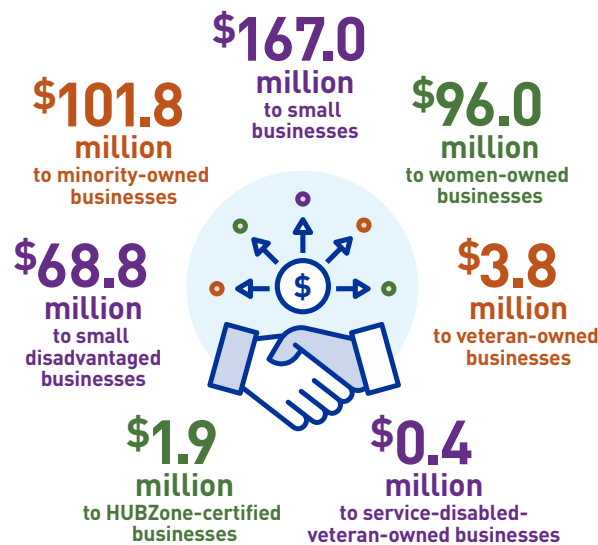 $167.0
million
to small
businesses
$101.8
million
to minority-owned
businesses
$96.0
million
to women-owned
businesses
$68.8
million
to small
disadvantaged
businesses
$
$3.8
million
to veteran-owned
businesses
$1.9
million
to HUBZone-certified
businesses
$0.4
million
to service-disabled-
veteran-owned businesses